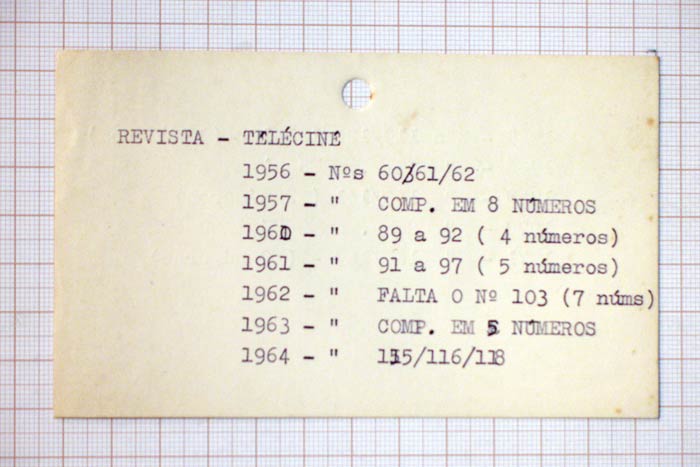 REVISTA - TELÉCINE
1956 - Nºs 60/61/62
1957 - " COMP. EM 8 NÚMEROS
1960 - " 89 a 92 ( 4 números)
1961 - " 91 a 97 ( 5 números)
1962 - " FALTA O Nº 103 (7 núms)
1963 - " COMP. EM 5 NÚMEROS
1964 - " 115/116/118